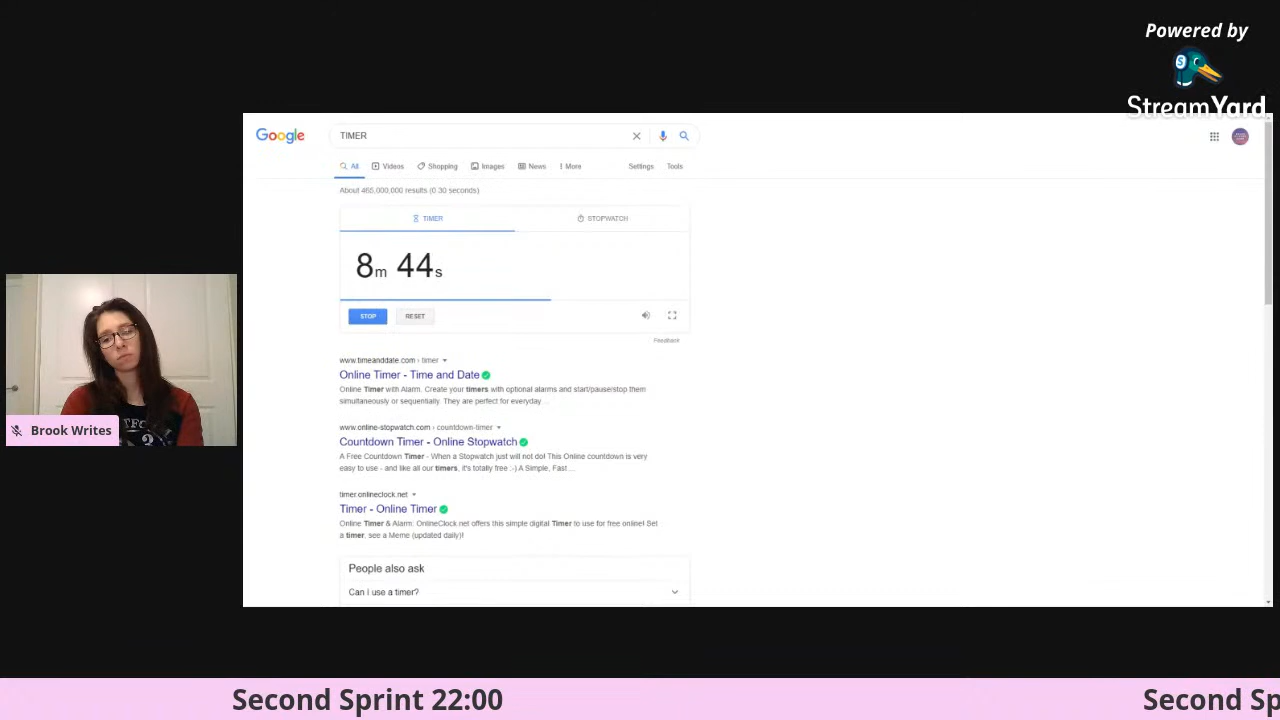 Powered by
StreamYard
Google
TIMER
All Videos Shopping Images News More Settings Tools
About 465,000,000 results (0.30 seconds)
TIMER STOPWATCH
8m 44s
STOP RESET
Feedback
www.timeanddate.com › timer
Online Timer - Time and Date
Online Timer with Alarm. Create your timers with optional alarms and start/pause/stop them
simultaneously or sequentially. They are perfect for everyday ...
www.online-stopwatch.com › countdown-timer
Countdown Timer - Online Stopwatch
A Free Countdown Timer - When a Stopwatch just will not do! This Online countdown is very
easy to use - and like all our timers, it's totally free :-) A Simple, Fast ...
timer.onlineclock.net
Timer - Online Timer
Online Timer & Alarm. OnlineClock.net offers this simple digital Timer to use for free online! Set
a timer, see a Meme (updated daily)!
People also ask
Can i use a timer?
Brook Writes
Second Sprint 22:00
Second Sp